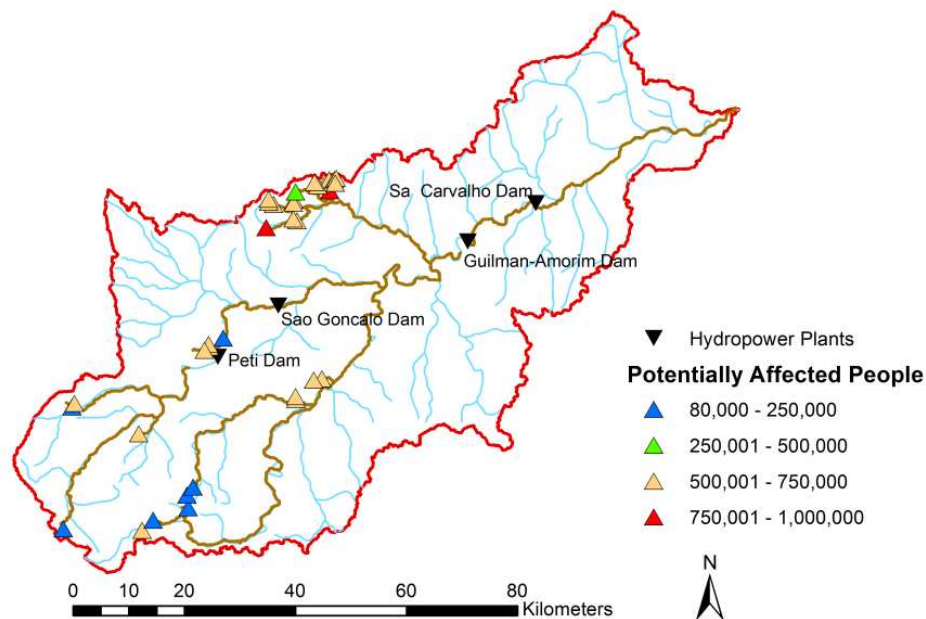 Sa Carvalho Dam
Guilman-Amorim Dam
Sao Goncalo Dam
Peti Dam
Hydropower Plants
Potentially Affected People
80,000 - 250,000
250,001 - 500,000
500,001 - 750,000
750,001 - 1,000,000
N
0 10 20 40 60 80
Kilometers